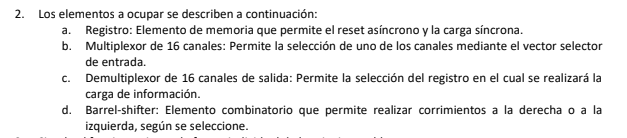 2. Los elementos a ocupar se describen a continuación:
a. Registro: Elemento de memoria que permite el reset asíncrono y la carga síncrona.
b. Multiplexor de 16 canales: Permite la selección de uno de los canales mediante el vector selector
de entrada.
c. Demultiplexor de 16 canales de salida: Permite la selección del registro en el cual se realizará la
carga de información.
d. Barrel-shifter: Elemento combinatorio que permite realizar corrimientos a la derecha o a la
izquierda, según se seleccione.